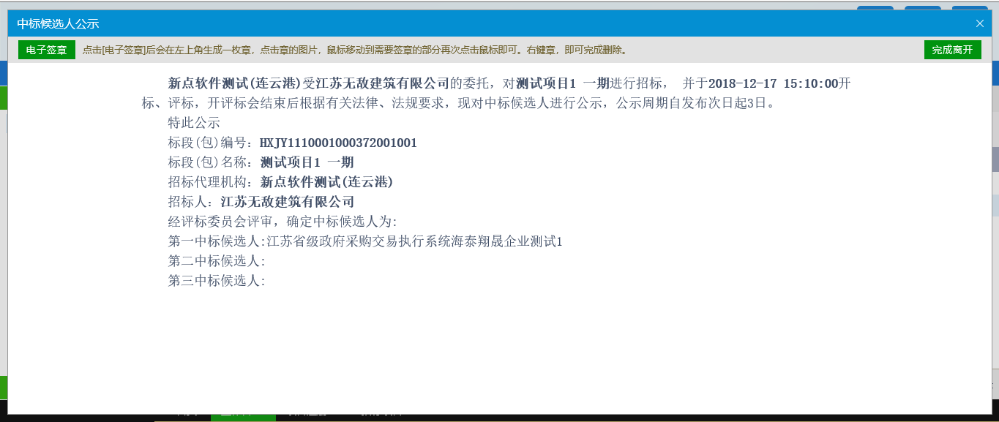 中标候选人公示
电子签章 点击[电子签章]后会在左上角生成一枚章，点击章的图片，鼠标移动到需要签章的部分再次点击鼠标即可。右键章，即可完成删除。 完成离开
新点软件测试(连云港)受江苏无敌建筑有限公司的委托，对测试项目1 一期进行招标， 并于2018-12-17 15:10:00开
标、评标，开评标会结束后根据有关法律、法规要求，现对中标候选人进行公示，公示周期自发布次日起3日。
特此公示
标段(包)编号：HXJY1110001000372001001
标段(包)名称：测试项目1 一期
招标代理机构：新点软件测试(连云港)
招标人：江苏无敌建筑有限公司
经评标委员会评审，确定中标候选人为:
第一中标候选人:江苏省级政府采购交易执行系统海泰翔晟企业测试1
第二中标候选人:
第三中标候选人: